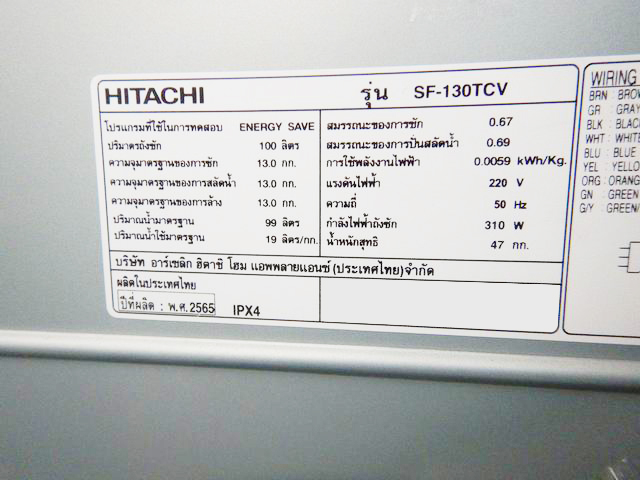 HITACHI รุ่น SF-130TCV
โปรแกรมที่ใช้ในการทดสอบ ENERGY SAVE
ปริมาตรถังซัก 100 ลิตร
ความจุมาตรฐานของการซัก 13.0 กก.
ความจุมาตรฐานของการสลัดน้ำ 13.0 กก.
ความจุมาตรฐานของการล้าง 13.0 กก.
ปริมาณน้ำมาตรฐาน 99 ลิตร
ปริมาณน้ำใช้มาตรฐาน 19 ลิตร/กก.
สมรรถนะของการซัก 0.67
สมรรถนะของการปั่นสลัดน้ำ 0.69
การใช้พลังงานไฟฟ้า 0.0059 kWh/Kg.
แรงดันไฟฟ้า 220 V
ความถี่ 50 Hz
กำลังไฟฟ้าถังซัก 310 W
น้ำหนักสุทธิ 47 กก.
บริษัท อาร์เซลิก ฮิตาชิ โฮม แอพพลายแอนซ์ (ประเทศไทย)จำกัด
ผลิตในประเทศไทย
ปีที่ผลิต : พ.ศ.2565 IPX4
WIRING
BRN : BROW
GR : GRAY
BLK : BLACK
WHT : WHITE
BLU : BLUE
YEL : YELLO
ORG : ORANG
GN : GREEN
G/Y : GREEN/